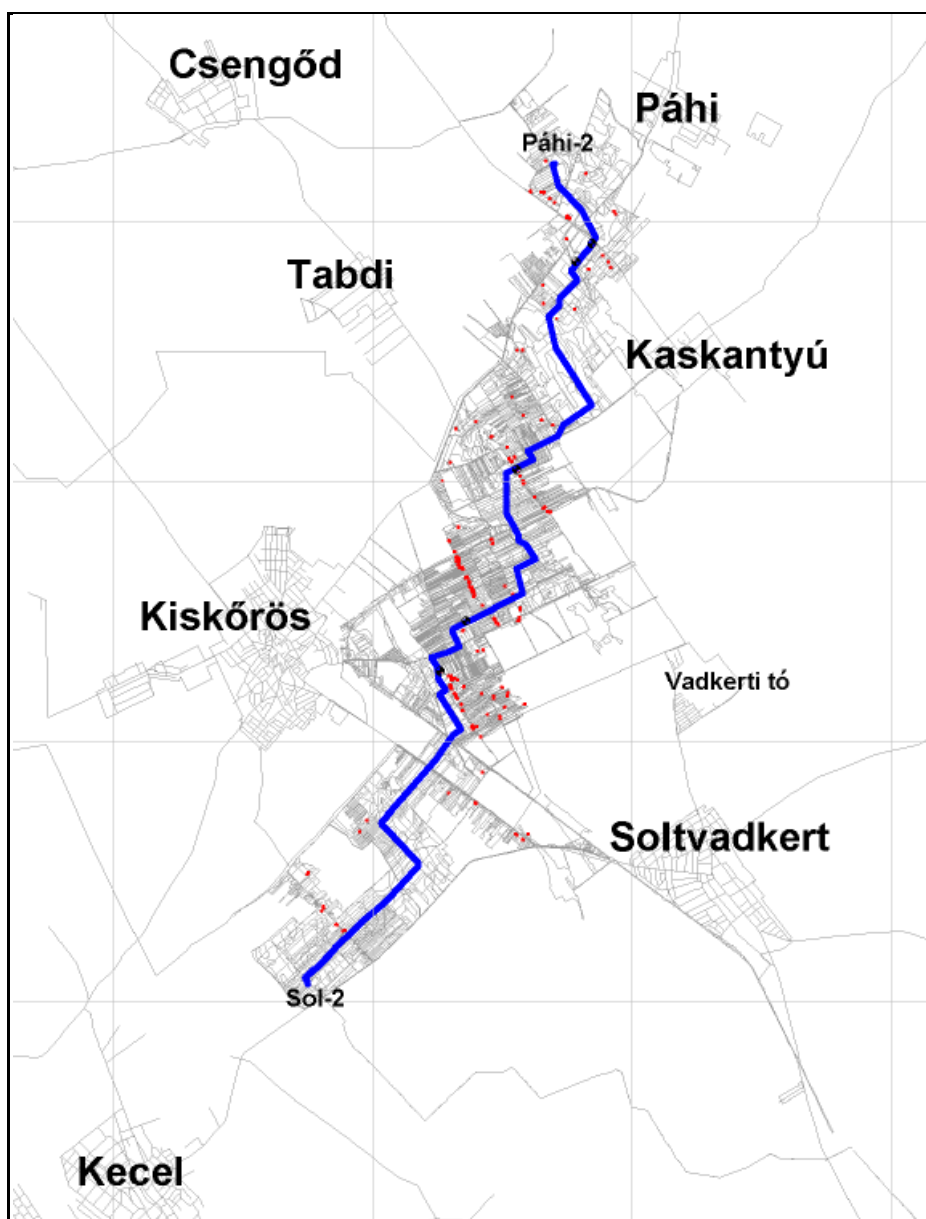 Csengőd
Páhi
Páhi-2
Tabdi
Kaskantyú
Kiskőrös
Vadkerti tó
Soltvadkert
Sol-2
Kecel